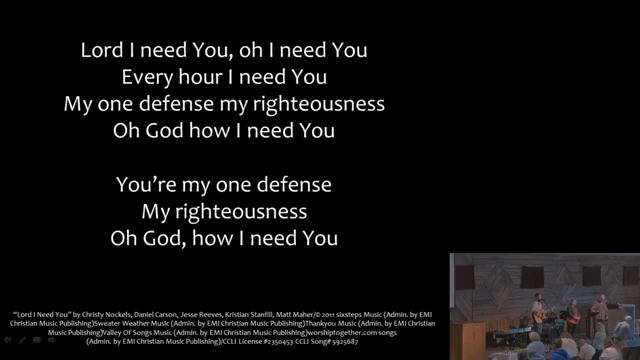 Lord I need You, oh I need You
Every hour I need You
My one defense my righteousness
Oh God how I need You
You're my one defense
My righteousness
Oh God, how I need You
"Lord I Need You" by Christy Nockels, Daniel Carson, Jesse Reeves, Kristian Stanfill, Matt Maher/© 2011 sixsteps Music (Admin. by EMI
Christian Music Publishing)Sweater Weather Music (Admin. by EMI Christian Music Publishing)Thankyou Music (Admin. by EMI Christian
Music Publishing)Valley Of Songs Music (Admin. by EMI Christian Music Publishing)worshiptogether.com songs
(Admin. by EMI Christian Music Publishing)/CCLI License #2350453 CCLI Song# 5925687